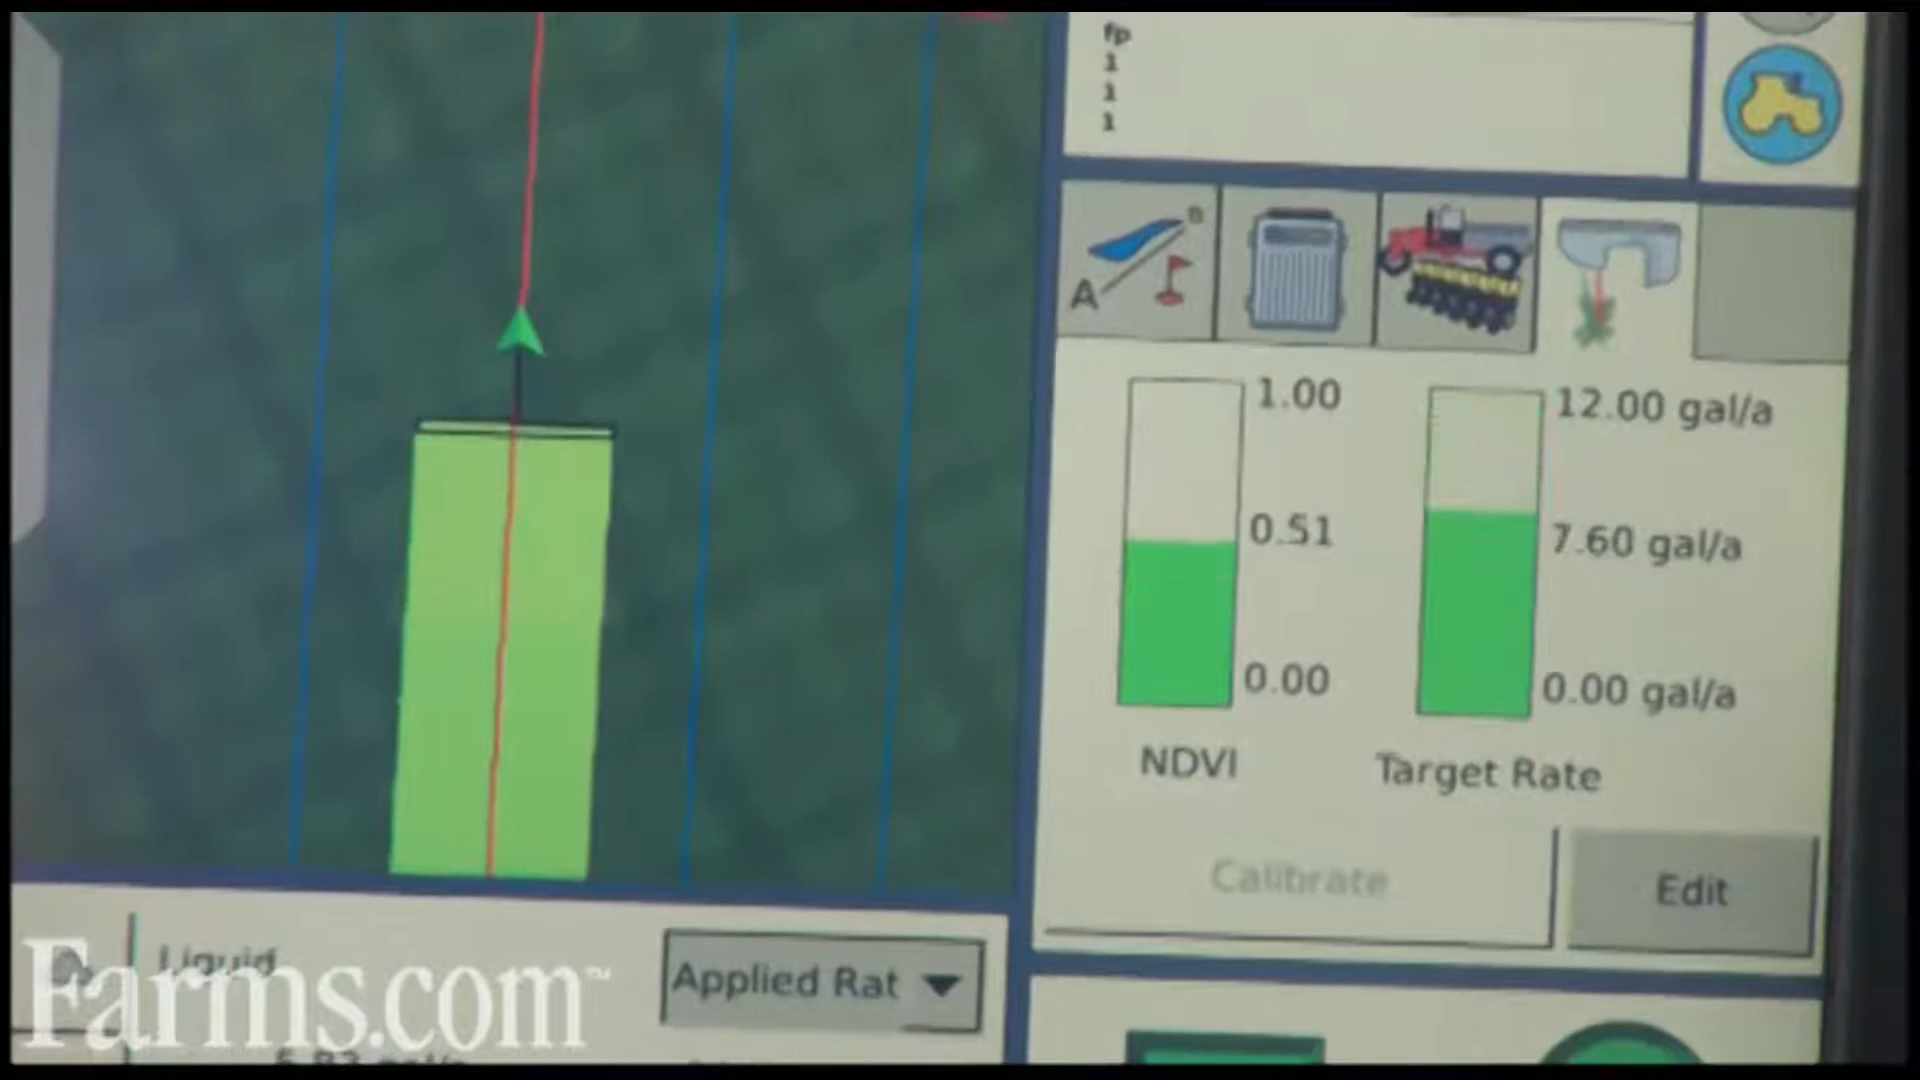 fp
1
1
1
A B
1.00
0.51
0.00
NDVI
12.00 gal/a
7.60 gal/a
0.00 gal/a
Target Rate
Calibrate
Edit
Liquid
Applied Rat
Farms.com™